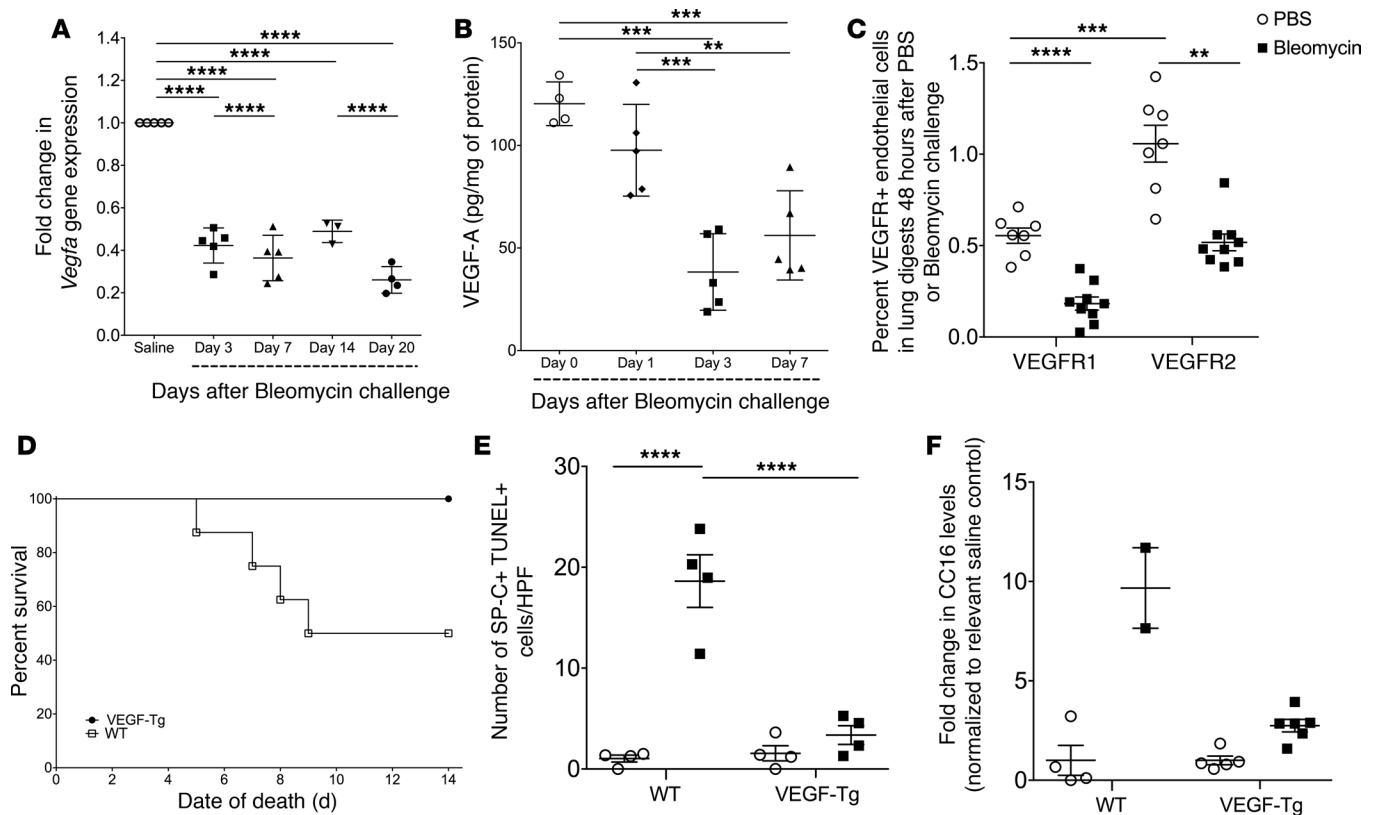 A
Fold change in
Vegfa gene expression
1.4
1.2
1.0
0.8
0.6
0.4
0.2
0.0
****
****
****
****
****
****
Saline
Day 3
Day 7
Day 14
Day 20
Days after Bleomycin challenge
B
VEGF-A (pg/mg of protein)
150
100
50
0
***
***
**
***
Day 0
Day 1
Day 3
Day 7
Days after Bleomycin challenge
C
PBS
Bleomycin
Percent VEGFR+ endothelial cells
in lung digests 48 hours after PBS
or Bleomycin challenge
1.5
1.0
0.5
0.0
***
****
**
VEGFR1
VEGFR2
D
Percent survival
100
80
60
40
20
0
VEGF-Tg
WT
0
2
4
6
8
10
12
14
Date of death (d)
E
Number of SP-C+ TUNEL+
cells/HPF
30
20
10
0
****
****
WT
VEGF-Tg
F
Fold change in CC16 levels
(normalized to relevant saline conrtol)
15
10
5
0
WT
VEGF-Tg